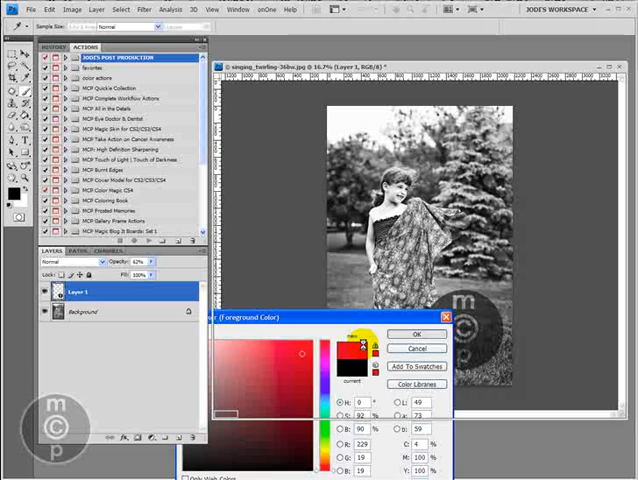 File Edit Image Layer Select Filter Analysis 3D View Window onOne Help
JODI'S WORKSPACE
Sample Size: Mode: Normal
HISTORY ACTIONS
JODI'S POST PRODUCTION
favorites
color actions
MCP Quickie Collection
MCP Complete Workflow Actions
MCP All in the Details
MCP Eye Doctor & Dentist
MCP Magic Skin for CS2/CS3/CS4
MCP Take Action on Cancer Awareness
MCP: High Definition Sharpening
MCP Touch of Light | Touch of Darkness
MCP Burnt Edges
MCP Cover Model for CS2/CS3/CS4
MCP Color Magic CS4
MCP Coloring Book
MCP Frosted Memories
MCP Gallery Frame Actions
MCP Magic Blog It Boards: Set 1
LAYERS PATHS CHANNELS
Normal Opacity: 62%
Lock: Fill: 100%
Layer 1
Background
singing_twirling-36bw.jpg @ 16.7% (Layer 1, RGB/8) *
(Foreground Color)
new
current
OK
Cancel
Add To Swatches
Color Libraries
H: 0 °
S: 92 %
B: 90 %
R: 229
G: 19
B: 19
L: 49
a: 73
b: 59
C: 4 %
M: 100 %
Y: 100 %
Only Web Colors
m
c
p
m
c
p